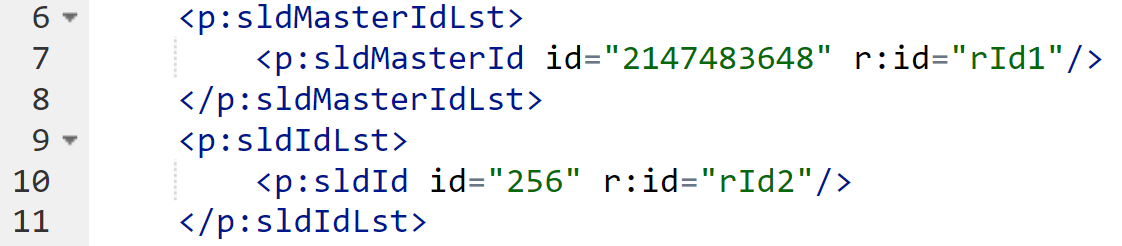 6 <p:sldMasterIdLst>
7 <p:sldMasterId id="2147483648" r:id="rId1"/>
8 </p:sldMasterIdLst>
9 <p:sldIdLst>
10 <p:sldId id="256" r:id="rId2"/>
11 </p:sldIdLst>